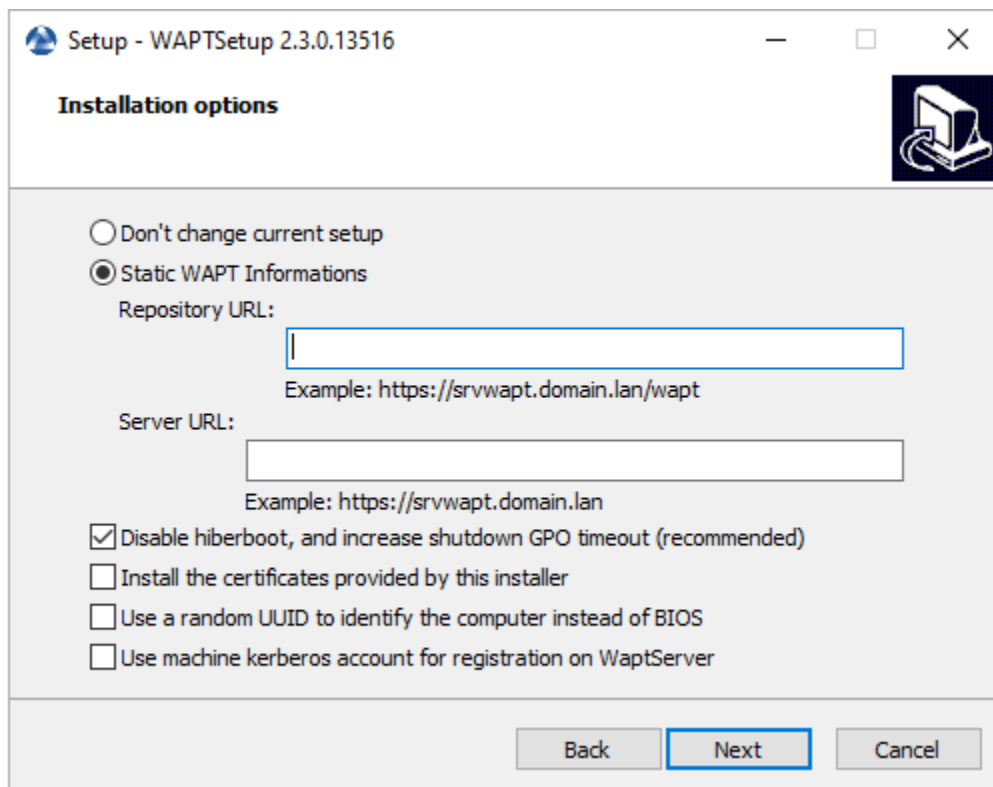 Setup - WAPTSetup 2.3.0.13516
Installation options
Don't change current setup
Static WAPT Informations
Repository URL:
Example: https://srvwapt.domain.lan/wapt
Server URL:
Example: https://srvwapt.domain.lan
Disable hiberboot, and increase shutdown GPO timeout (recommended)
Install the certificates provided by this installer
Use a random UUID to identify the computer instead of BIOS
Use machine kerberos account for registration on WaptServer
Back Next Cancel